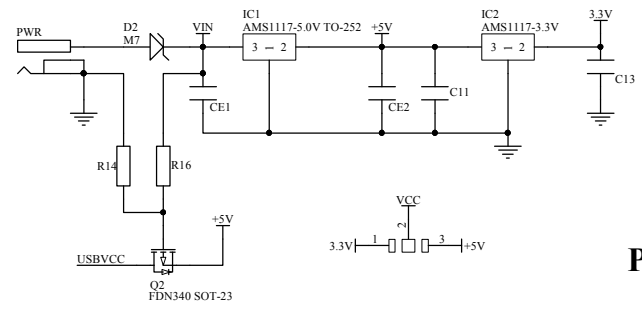 PWR
D2
M7
VIN
IC1
AMS1117-5.0V TO-252
3 2
+5V
IC2
AMS1117-3.3V
3 2
3.3V
CE1
CE2
C11
C13
R14
R16
+5V
USBVCC
Q2
FDN340 SOT-23
VCC
2
3.3V 1
3 +5V
P